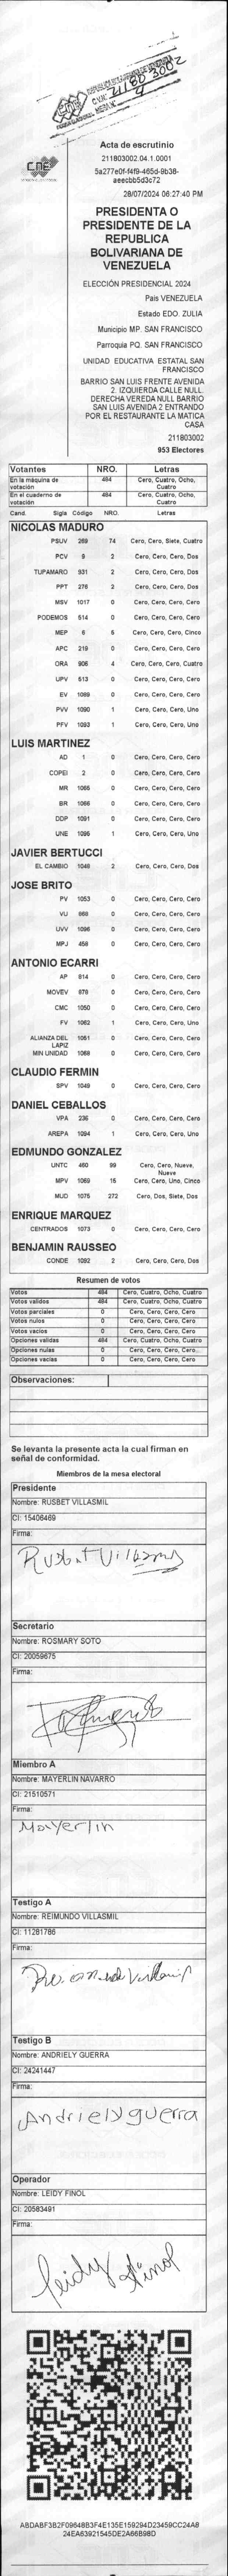 211803002
CNE
Acta de escrutinio
211803002.04.1.0001
5a277e0f-f4f9-465d-9b38-
aeecbb5d3c72
28/07/2024 06:27:40 PM
PRESIDENTA O
PRESIDENTE DE LA
REPUBLICA
BOLIVARIANA DE
VENEZUELA
ELECCIÓN PRESIDENCIAL 2024
País VENEZUELA
Estado EDO. ZULIA
Municipio MP. SAN FRANCISCO
Parroquia PQ. SAN FRANCISCO
UNIDAD EDUCATIVA ESTATAL SAN
FRANCISCO
BARRIO SAN LUIS FRENTE AVENIDA
2. IZQUIERDA CALLE NULL.
DERECHA VEREDA NULL BARRIO
SAN LUIS AVENIDA 2 ENTRANDO
POR EL RESTAURANTE LA MATICA
CASA
211803002
953 Electores
Votantes NRO. Letras
En la máquina de votación 484 Cero, Cuatro, Ocho, Cuatro
En el cuaderno de votación 484 Cero, Cuatro, Ocho, Cuatro
Cand. Sigla Código NRO. Letras
NICOLAS MADURO
PSUV 269 74 Cero, Cero, Siete, Cuatro
PCV 9 2 Cero, Cero, Cero, Dos
TUPAMARO 931 2 Cero, Cero, Cero, Dos
PPT 276 2 Cero, Cero, Cero, Dos
MSV 1017 0 Cero, Cero, Cero, Cero
PODEMOS 514 0 Cero, Cero, Cero, Cero
MEP 6 5 Cero, Cero, Cero, Cinco
APC 219 0 Cero, Cero, Cero, Cero
ORA 906 4 Cero, Cero, Cero, Cuatro
UPV 513 0 Cero, Cero, Cero, Cero
EV 1089 0 Cero, Cero, Cero, Cero
PVV 1090 1 Cero, Cero, Cero, Uno
PFV 1093 1 Cero, Cero, Cero, Uno
LUIS MARTINEZ
AD 1 0 Cero, Cero, Cero, Cero
COPEI 2 0 Cero, Cero, Cero, Cero
MR 1065 0 Cero, Cero, Cero, Cero
BR 1066 0 Cero, Cero, Cero, Cero
DDP 1091 0 Cero, Cero, Cero, Cero
UNE 1095 1 Cero, Cero, Cero, Uno
JAVIER BERTUCCI
EL CAMBIO 1048 2 Cero, Cero, Cero, Dos
JOSE BRITO
PV 1053 0 Cero, Cero, Cero, Cero
VU 868 0 Cero, Cero, Cero, Cero
UVV 1096 0 Cero, Cero, Cero, Cero
MPJ 458 0 Cero, Cero, Cero, Cero
ANTONIO ECARRI
AP 814 0 Cero, Cero, Cero, Cero
MOVEV 879 0 Cero, Cero, Cero, Cero
CMC 1050 0 Cero, Cero, Cero, Cero
FV 1062 1 Cero, Cero, Cero, Uno
ALIANZA DEL LAPIZ 1051 0 Cero, Cero, Cero, Cero
MIN UNIDAD 1068 0 Cero, Cero, Cero, Cero
CLAUDIO FERMIN
SPV 1049 0 Cero, Cero, Cero, Cero
DANIEL CEBALLOS
VPA 236 0 Cero, Cero, Cero, Cero
AREPA 1094 1 Cero, Cero, Cero, Uno
EDMUNDO GONZALEZ
UNTC 460 99 Cero, Cero, Nueve, Nueve
MPV 1069 15 Cero, Cero, Uno, Cinco
MUD 1075 272 Cero, Dos, Siete, Dos
ENRIQUE MARQUEZ
CENTRADOS 1073 0 Cero, Cero, Cero, Cero
BENJAMIN RAUSSEO
CONDE 1092 2 Cero, Cero, Cero, Dos
Resumen de votos
Votos 484 Cero, Cuatro, Ocho, Cuatro
Votos validos 484 Cero, Cuatro, Ocho, Cuatro
Votos parciales 0 Cero, Cero, Cero, Cero
Votos nulos 0 Cero, Cero, Cero, Cero
Votos vacios 0 Cero, Cero, Cero, Cero
Opciones validas 484 Cero, Cuatro, Ocho, Cuatro
Opciones nulas 0 Cero, Cero, Cero, Cero
Opciones vacias 0 Cero, Cero, Cero, Cero
Observaciones:
Se levanta la presente acta la cual firman en
señal de conformidad.
Miembros de la mesa electoral
Presidente
Nombre: RUSBET VILLASMIL
CI: 15406469
Firma:
Rusbet Villasmil
Secretario
Nombre: ROSMARY SOTO
CI: 20059675
Firma:
Miembro A
Nombre: MAYERLIN NAVARRO
CI: 21510571
Firma:
Mayerlin
Testigo A
Nombre: REIMUNDO VILLASMIL
CI: 11281786
Firma:
Testigo B
Nombre: ANDRIELY GUERRA
CI: 24241447
Firma:
Andriely guerra
Operador
Nombre: LEIDY FINOL
CI: 20583491
Firma:
leidy Finol
ABDABF3B2F09648B3F4E135E159294D23459CC24A8
24EA63921545DE2A66B98D